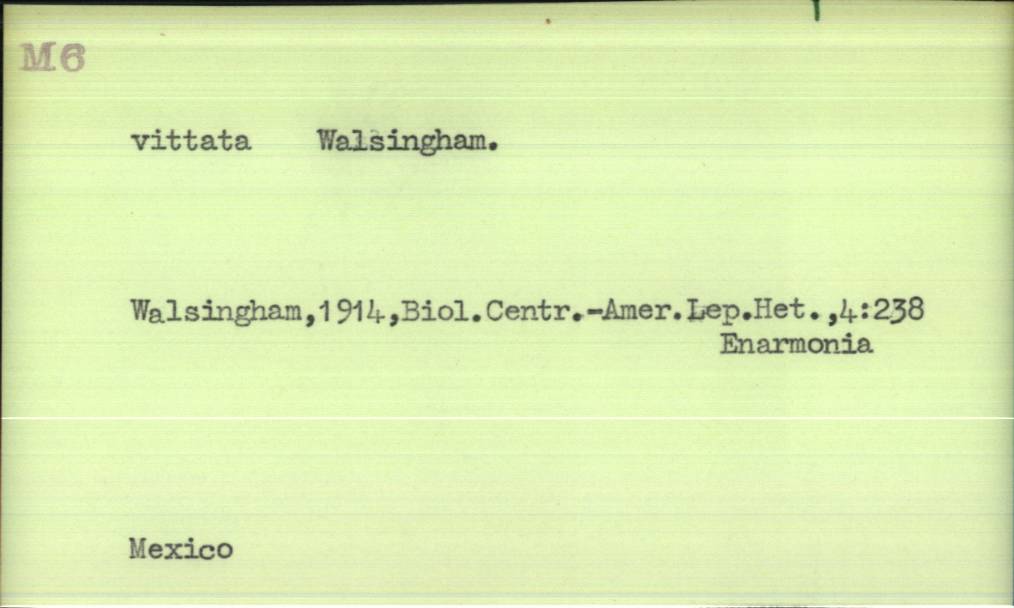 M6
vittata Walsingham.
Walsingham,1914,Biol.Centr.-Amer.Lep.Het.,4:238
Enarmonia
Mexico